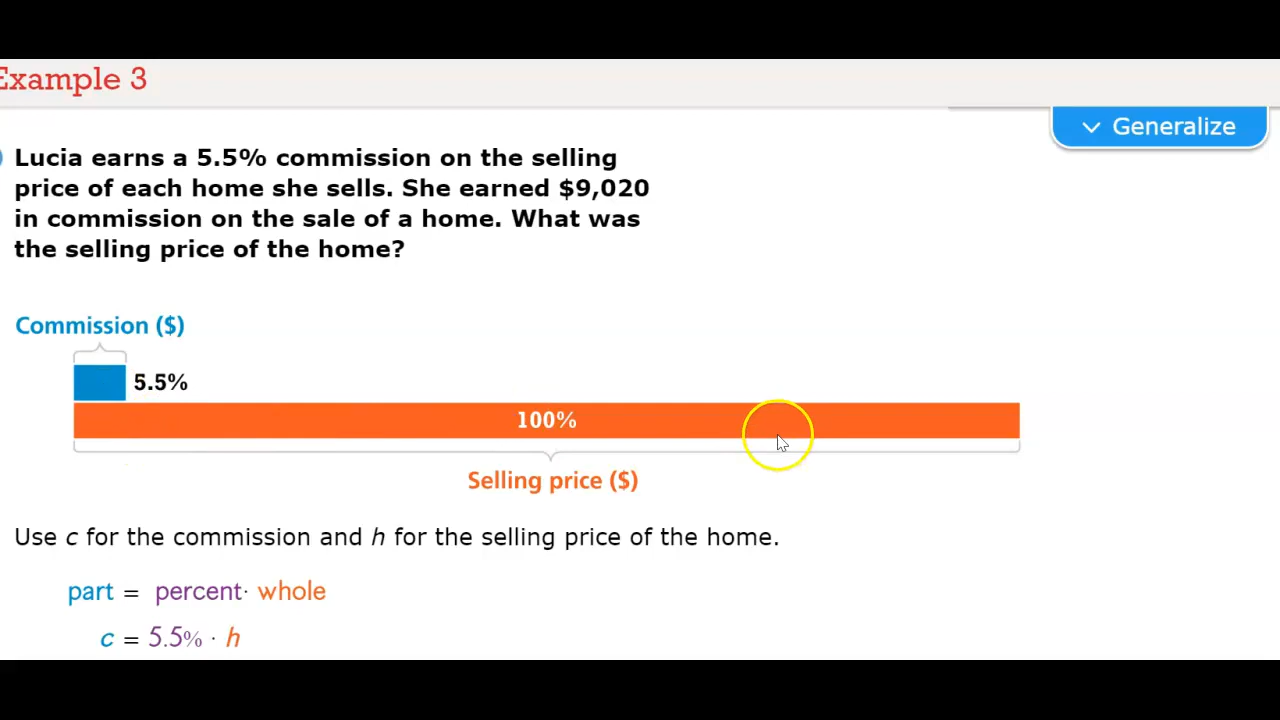 Example 3
Generalize
Lucia earns a 5.5% commission on the selling
price of each home she sells. She earned $9,020
in commission on the sale of a home. What was
the selling price of the home?
Commission ($)
5.5%
100%
Selling price ($)
Use c for the commission and h for the selling price of the home.
part = percent· whole
c = 5.5% · h